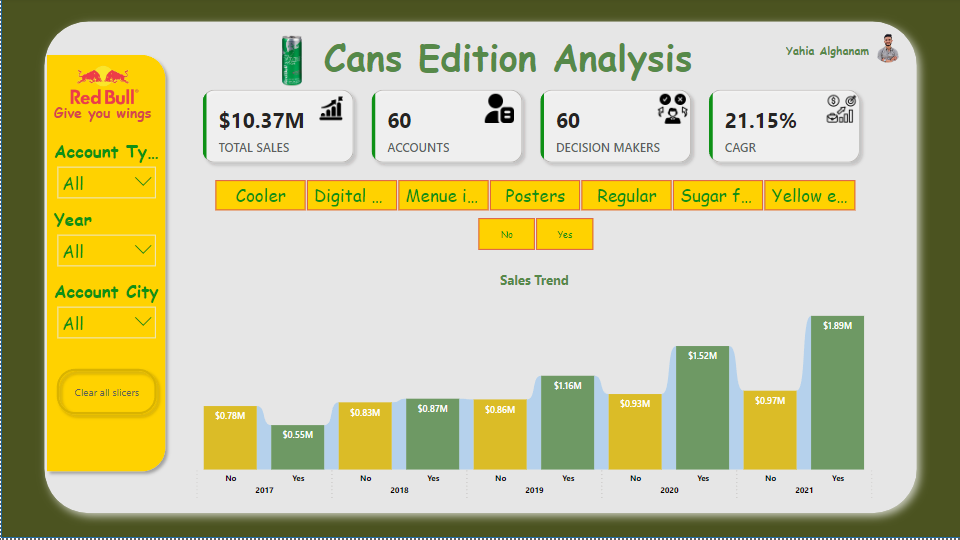 Cans Edition Analysis
Yahia Alghanam
Red Bull®
Give you wings
Account Ty...
All
Year
All
Account City
All
Clear all slicers
$10.37M
TOTAL SALES
60
ACCOUNTS
60
DECISION MAKERS
21.15%
CAGR
Cooler Digital ... Menue i... Posters Regular Sugar f... Yellow e...
No Yes
Sales Trend
$0.78M $0.55M $0.83M $0.87M $0.86M $1.16M $0.93M $1.52M $0.97M $1.89M
No Yes No Yes No Yes No Yes No Yes
2017 2018 2019 2020 2021